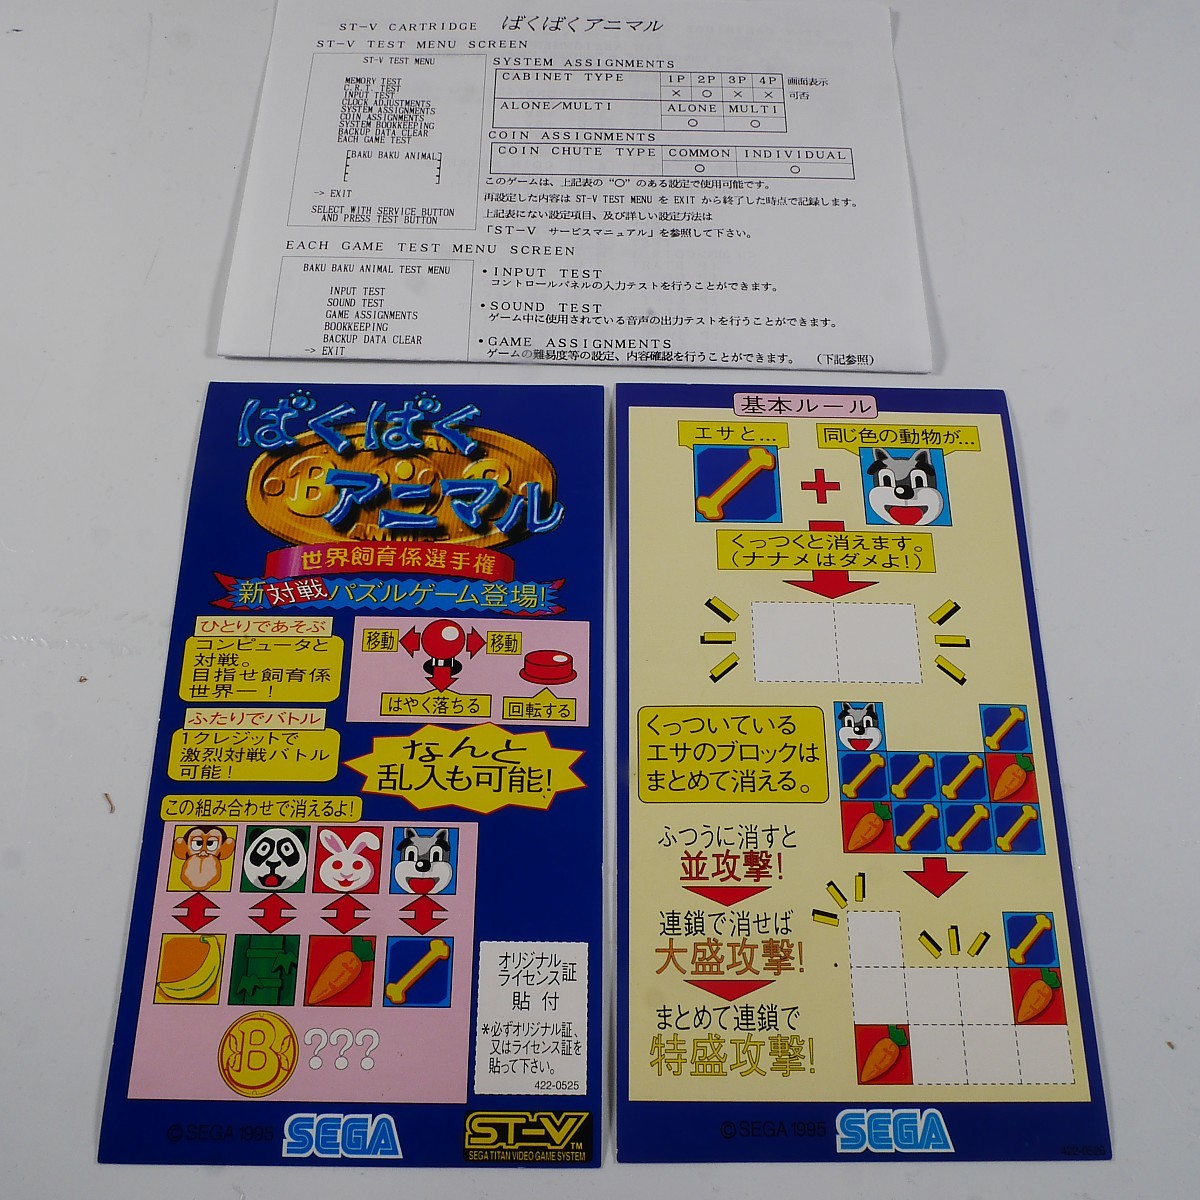 ST-V CARTRIDGE ばくばくアニマル
ST-V TEST MENU SCREEN
ST-V TEST MENU
MEMORY TEST
C.R.T. TEST
INPUT TEST
CLOCK ADJUSTMENTS
SYSTEM ASSIGNMENTS
COIN ASSIGNMENTS
SYSTEM BOOKKEEPING
BACKUP DATA CLEAR
EACH GAME TEST
[BAKU BAKU ANIMAL]
-> EXIT
SELECT WITH SERVICE BUTTON
AND PRESS TEST BUTTON
SYSTEM ASSIGNMENTS
CABINET TYPE 1P 2P 3P 4P 画面表示
× ○ × × 可否
ALONE/MULTI ALONE MULTI
○ ○
COIN ASSIGNMENTS
COIN CHUTE TYPE COMMON INDIVIDUAL
○ ○
このゲームは、上記表の "○" のある設定で使用可能です。
再設定した内容は ST-V TEST MENU を EXIT から終了した時点で記録します。
上記表にない設定項目、及び詳しい設定方法は
「ST-V サービスマニュアル」を参照して下さい。
EACH GAME TEST MENU SCREEN
BAKU BAKU ANIMAL TEST MENU
INPUT TEST
SOUND TEST
GAME ASSIGNMENTS
BOOKKEEPING
BACKUP DATA CLEAR
-> EXIT
・INPUT TEST
コントロールパネルの入力テストを行うことができます。
・SOUND TEST
ゲーム中に使用されている音声の出力テストを行うことができます。
・GAME ASSIGNMENTS
ゲームの難易度等の設定、内容確認を行うことができます。 (下記参照)
ばくばく
アニマル
世界飼育係選手権
新対戦パズルゲーム登場!
ひとりであそぶ
コンピュータと
対戦。
目指せ飼育係
世界一!
ふたりでバトル
1クレジットで
激烈対戦バトル
可能!
移動
移動
はやく落ちる
回転する
なんと
乱入も可能!
この組み合わせで消えるよ!
B???
オリジナル
ライセンス証
貼付
*必ずオリジナル証、
又はライセンス証を
貼って下さい。
422-0525
©SEGA 1995
SEGA
ST-V™
SEGA TITAN VIDEO GAME SYSTEM
基本ルール
エサと...
同じ色の動物が...
+
くっつくと消えます。
(ナナメはダメよ!)
くっついている
エサのブロックは
まとめて消える。
ふつうに消すと
並攻撃!
連鎖で消せば
大盛攻撃!
まとめて連鎖で
特盛攻撃!
©SEGA 1995
SEGA